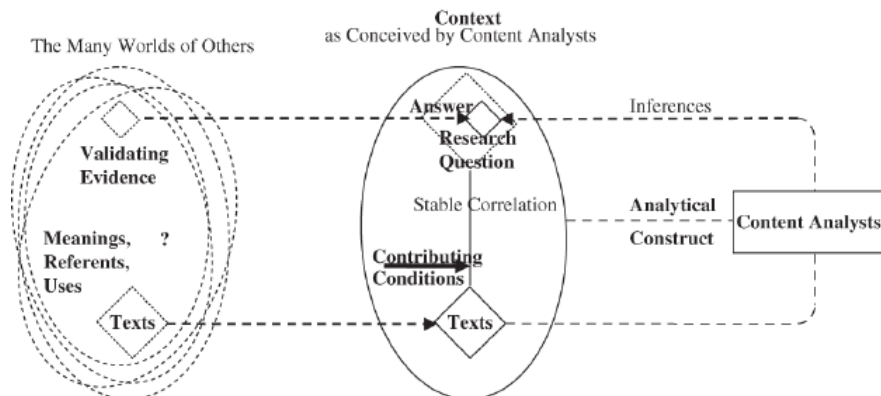 Context
as Conceived by Content Analysts
The Many Worlds of Others
Answer
Inferences
Research
Question
Validating
Evidence
Stable Correlation
Analytical
Construct
Content Analysts
Meanings,
?
Referents,
Uses
Contributing
Conditions
Texts
Texts